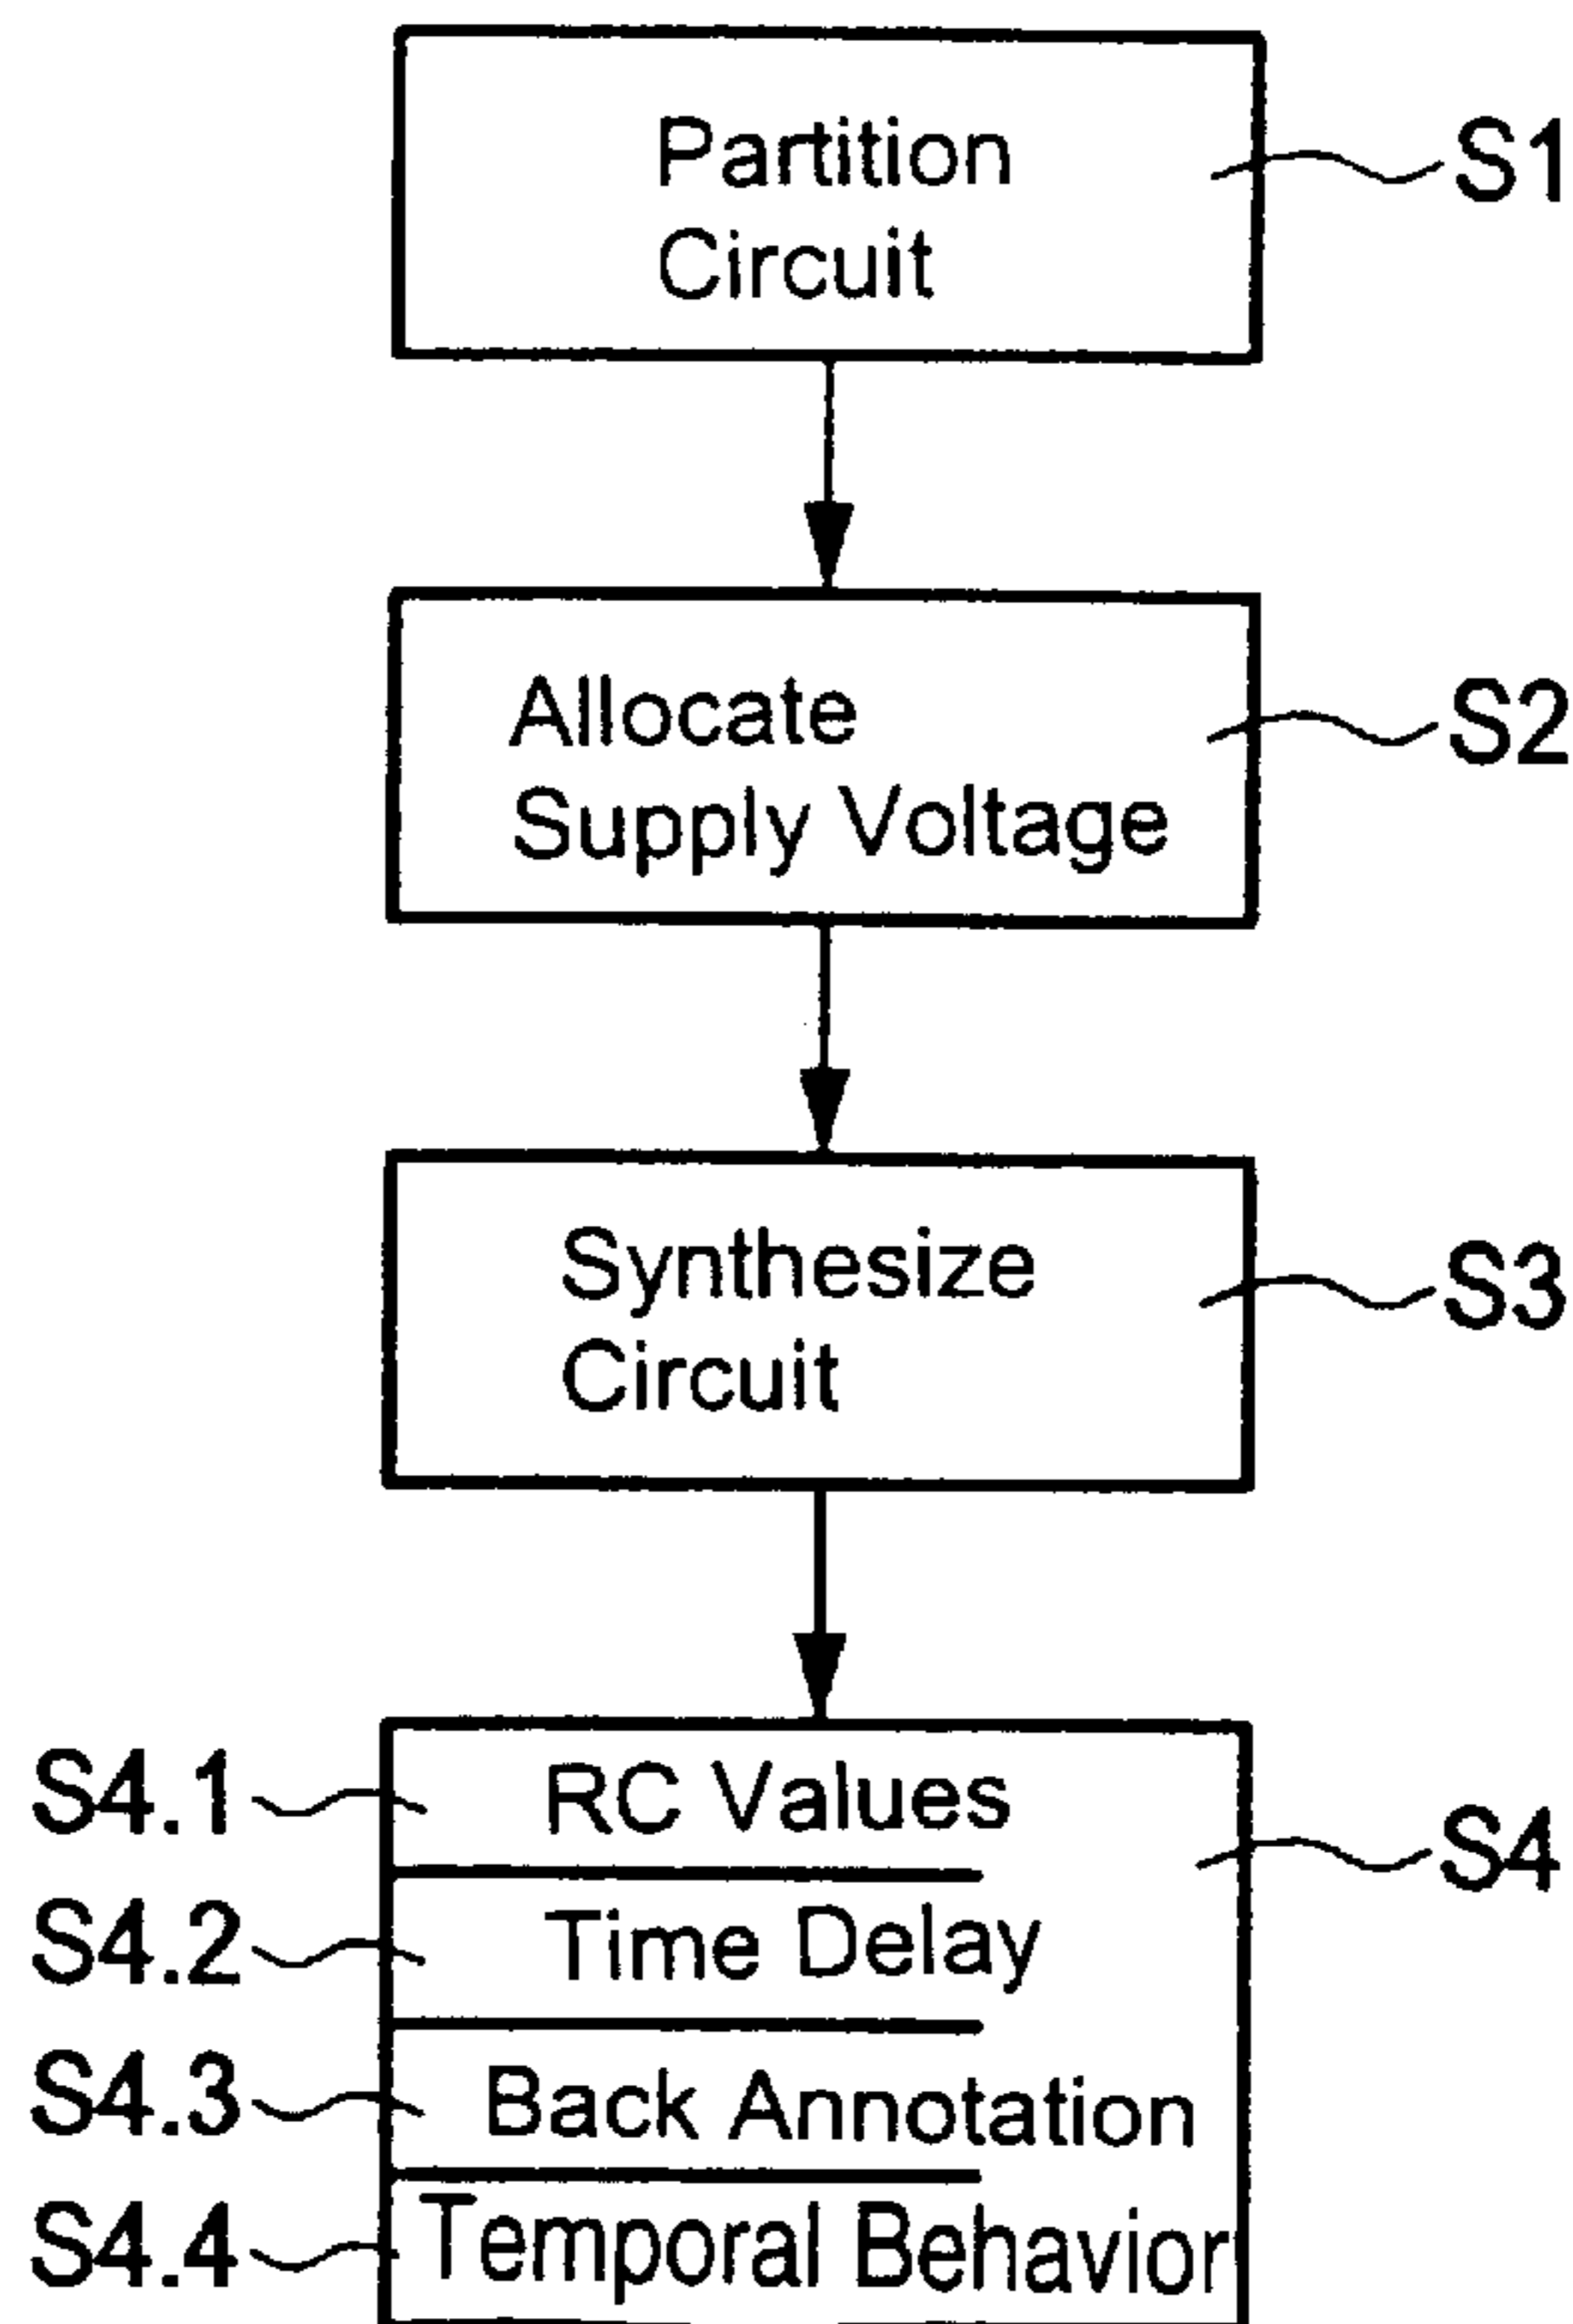 Partition
Circuit
S1
Allocate
Supply Voltage
S2
Synthesize
Circuit
S3
S4.1
RC Values
S4
S4.2
Time Delay
S4.3
Back Annotation
S4.4
Temporal Behavior